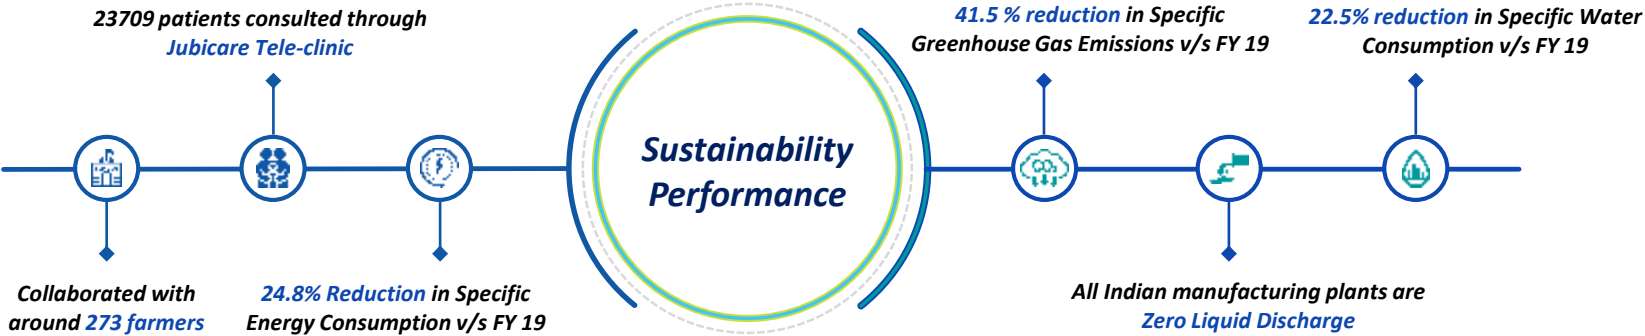 23709 patients consulted through
Jubicare Tele-clinic
Collaborated with
around 273 farmers
24.8% Reduction in Specific
Energy Consumption v/s FY 19
Sustainability
Performance
41.5 % reduction in Specific
Greenhouse Gas Emissions v/s FY 19
All Indian manufacturing plants are
Zero Liquid Discharge
22.5% reduction in Specific Water
Consumption v/s FY 19